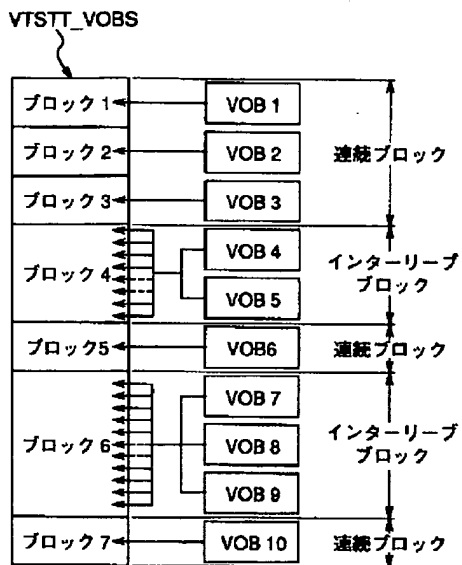 VTSTT_VOBS
ブロック1
VOB 1
ブロック2
VOB 2
連続ブロック
ブロック3
VOB 3
ブロック4
VOB 4
VOB 5
インターリーブ
ブロック
ブロック5
VOB6
連続ブロック
ブロック6
VOB 7
VOB 8
VOB 9
インターリーブ
ブロック
ブロック7
VOB 10
連続ブロック